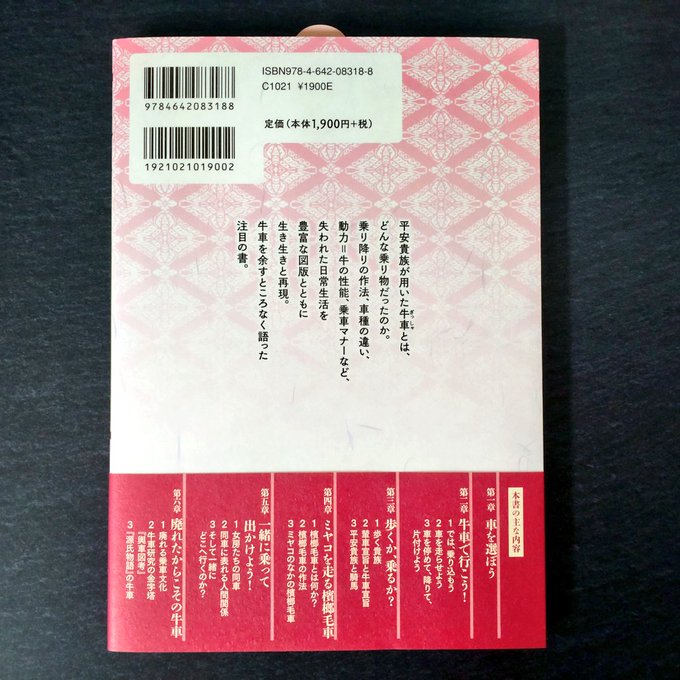 ISBN978-4-642-08318-8
C1021 ¥1900E
定価(本体1,900円+税)
9784642083188
1921021019002
平安貴族が用いた牛車とは、
ぎっしゃ
どんな乗り物だったのか。
乗り降りの作法、車種の違い、
動力=牛の性能、乗車マナーなど、
失われた日常生活を
豊富な図版とともに
生き生きと再現。
牛車を余すところなく語った
注目の書。
本書の主な内容
第一章 車を選ぼう
第二章 牛車で行こう!
1 では、乗り込もう
2 車を走らせよう
3 車を停めて、降りて、
片付けよう
第三章 歩くか、乗るか?
1 歩く貴族
2 輦車宣旨と牛車宣旨
3 平安貴族と騎馬
第四章 ミヤコを走る檳榔毛車
1 檳榔毛車とは何か?
2 檳榔毛車の作法
3 ミヤコのなかの檳榔毛車
第五章 一緒に乗って
出かけよう!
1 女房たちの同車
2 同車に表れる人間関係
3 そして一緒に
どこへ行くのか?
第六章 廃れたからこその牛車
1 廃れる乗車文化
2 牛車研究の金字塔
『輿車図考』
3 『源氏物語』の牛車